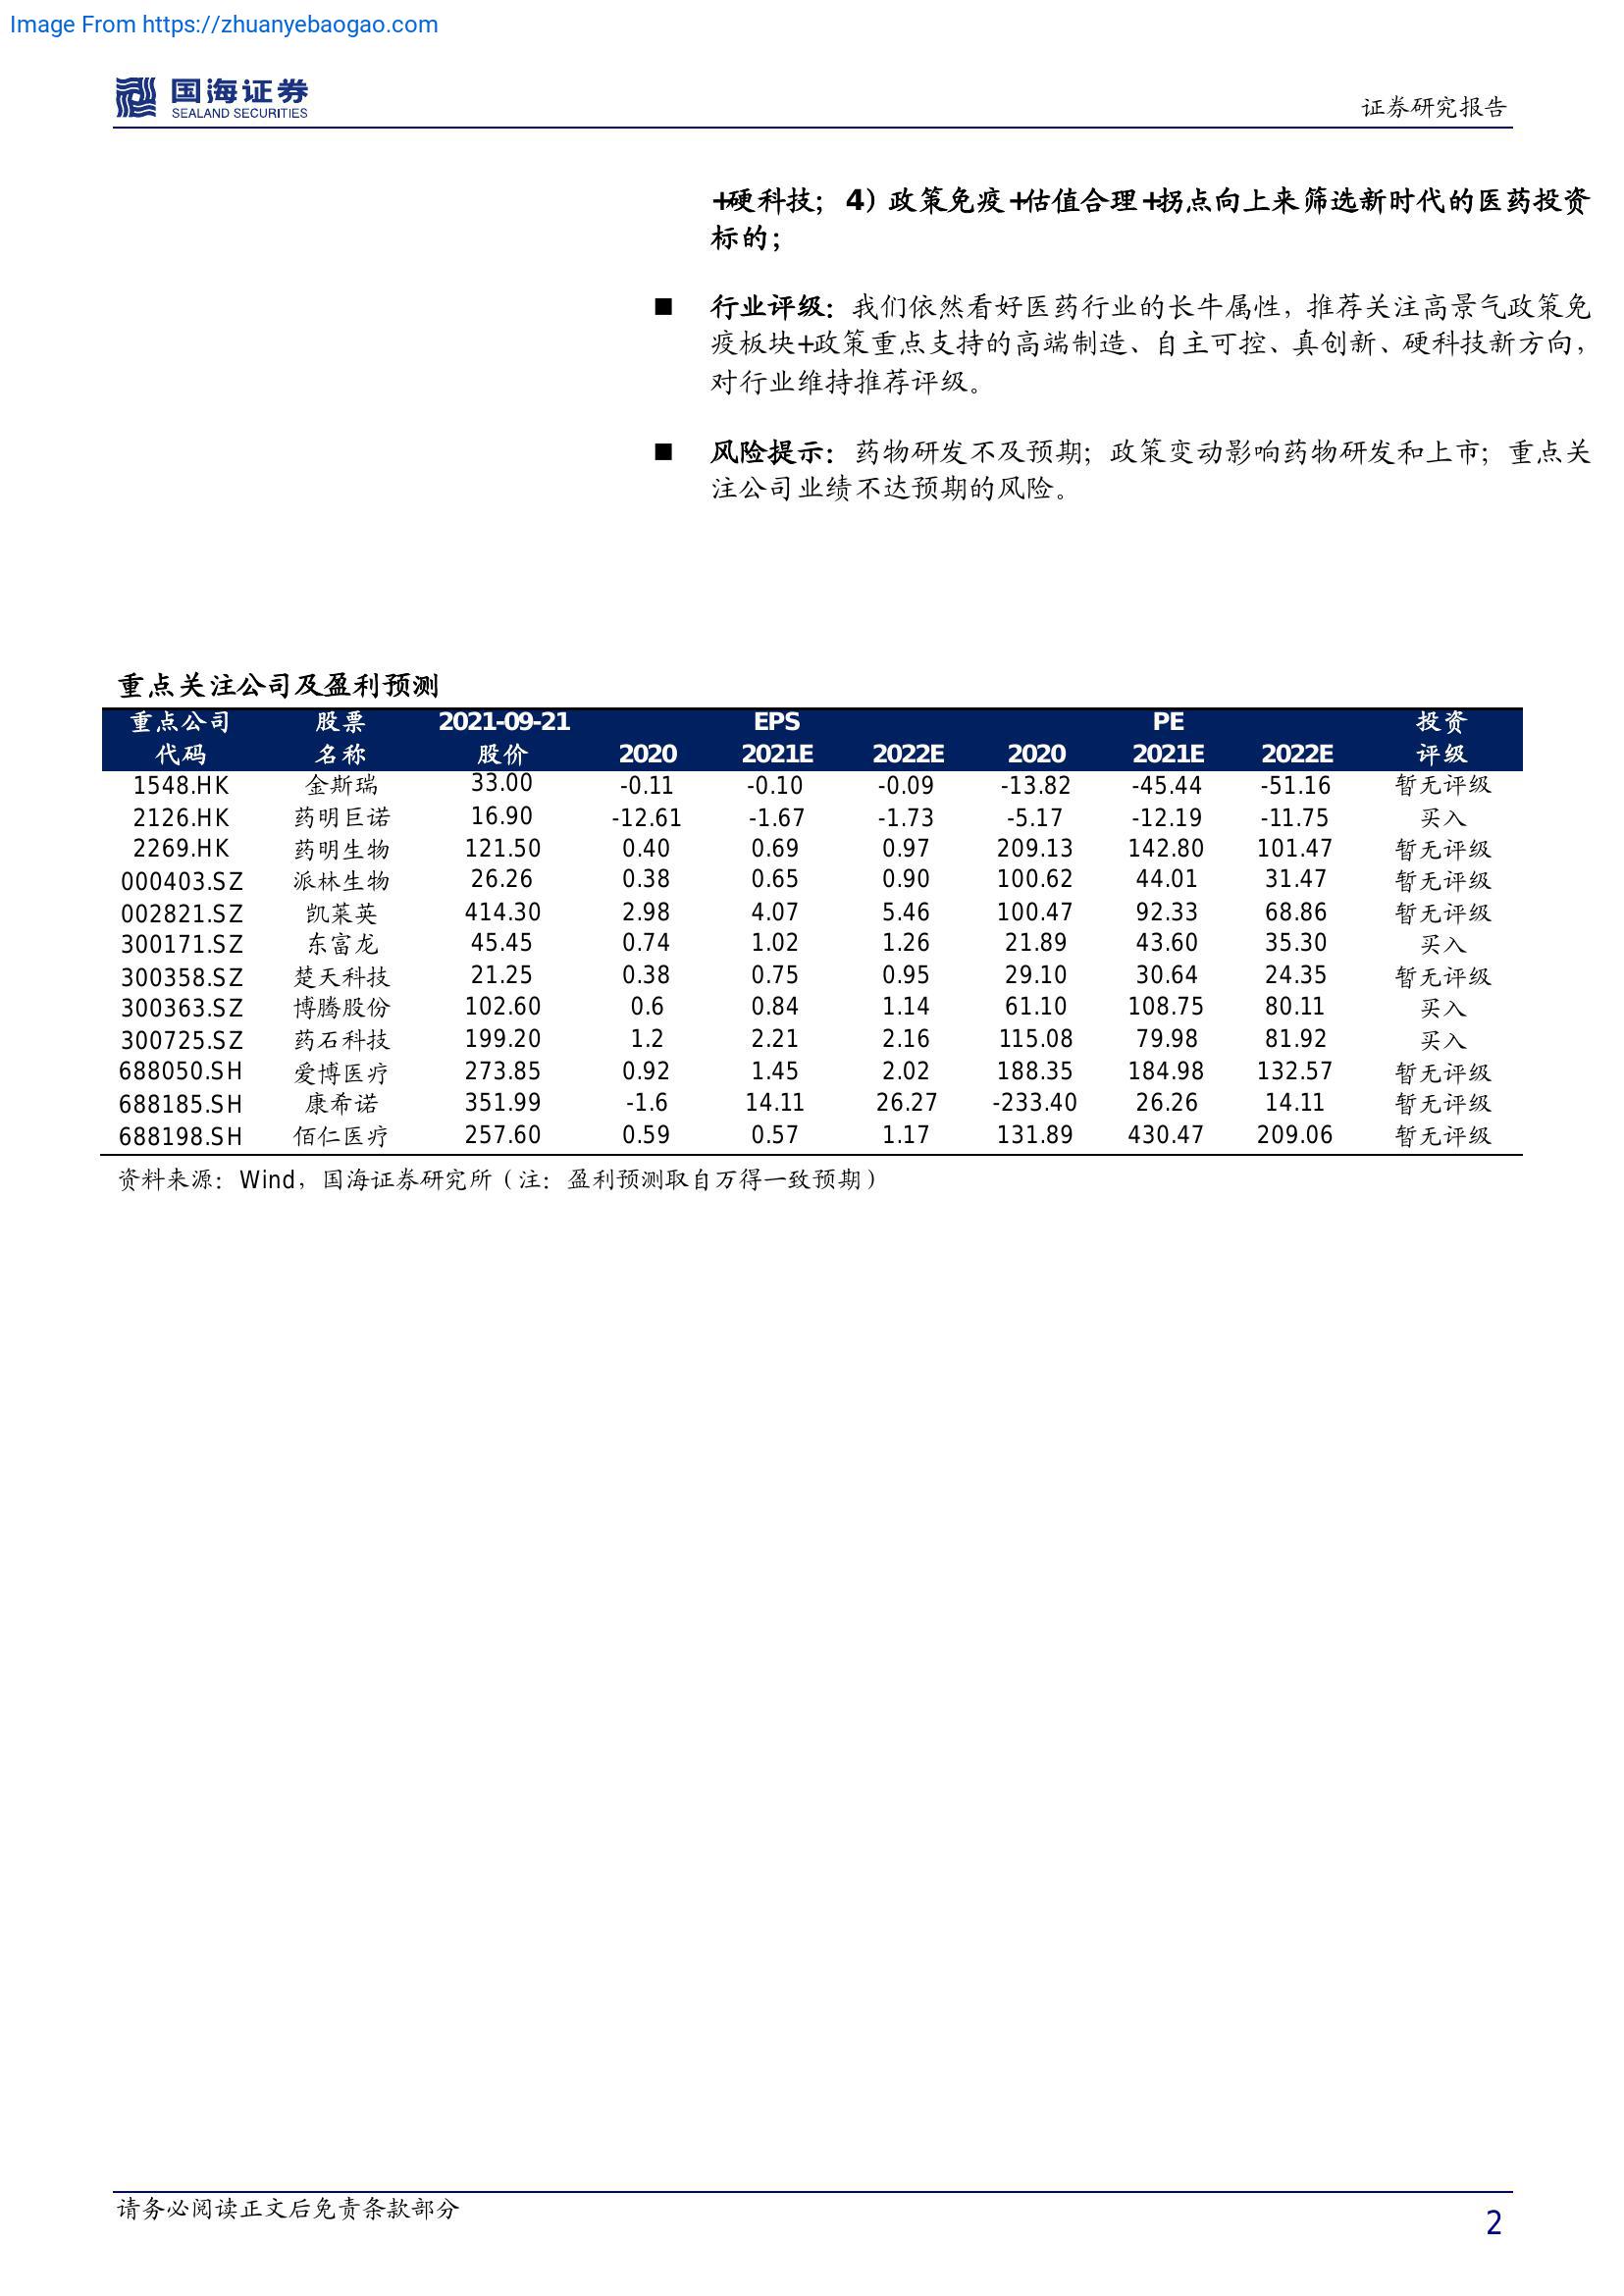 Image From https://zhuanyebaogao.com
国海证券
SEALAND SECURITIES
证券研究报告
+硬科技；4）政策免疫+估值合理+拐点向上来筛选新时代的医药投资
标的；
■ 行业评级：我们依然看好医药行业的长牛属性，推荐关注高景气政策免
疫板块+政策重点支持的高端制造、自主可控、真创新、硬科技新方向，
对行业维持推荐评级。
■ 风险提示：药物研发不及预期；政策变动影响药物研发和上市；重点关
注公司业绩不达预期的风险。
重点关注公司及盈利预测
重点公司 股票 2021-09-21 EPS PE 投资
代码 名称 股价 2020 2021E 2022E 2020 2021E 2022E 评级
1548.HK 金斯瑞 33.00 -0.11 -0.10 -0.09 -13.82 -45.44 -51.16 暂无评级
2126.HK 药明巨诺 16.90 -12.61 -1.67 -1.73 -5.17 -12.19 -11.75 买入
2269.HK 药明生物 121.50 0.40 0.69 0.97 209.13 142.80 101.47 暂无评级
000403.SZ 派林生物 26.26 0.38 0.65 0.90 100.62 44.01 31.47 暂无评级
002821.SZ 凯莱英 414.30 2.98 4.07 5.46 100.47 92.33 68.86 暂无评级
300171.SZ 东富龙 45.45 0.74 1.02 1.26 21.89 43.60 35.30 买入
300358.SZ 楚天科技 21.25 0.38 0.75 0.95 29.10 30.64 24.35 暂无评级
300363.SZ 博腾股份 102.60 0.6 0.84 1.14 61.10 108.75 80.11 买入
300725.SZ 药石科技 199.20 1.2 2.21 2.16 115.08 79.98 81.92 买入
688050.SH 爱博医疗 273.85 0.92 1.45 2.02 188.35 184.98 132.57 暂无评级
688185.SH 康希诺 351.99 -1.6 14.11 26.27 -233.40 26.26 14.11 暂无评级
688198.SH 佰仁医疗 257.60 0.59 0.57 1.17 131.89 430.47 209.06 暂无评级
资料来源：Wind，国海证券研究所（注：盈利预测取自万得一致预期）
请务必阅读正文后免责条款部分
2